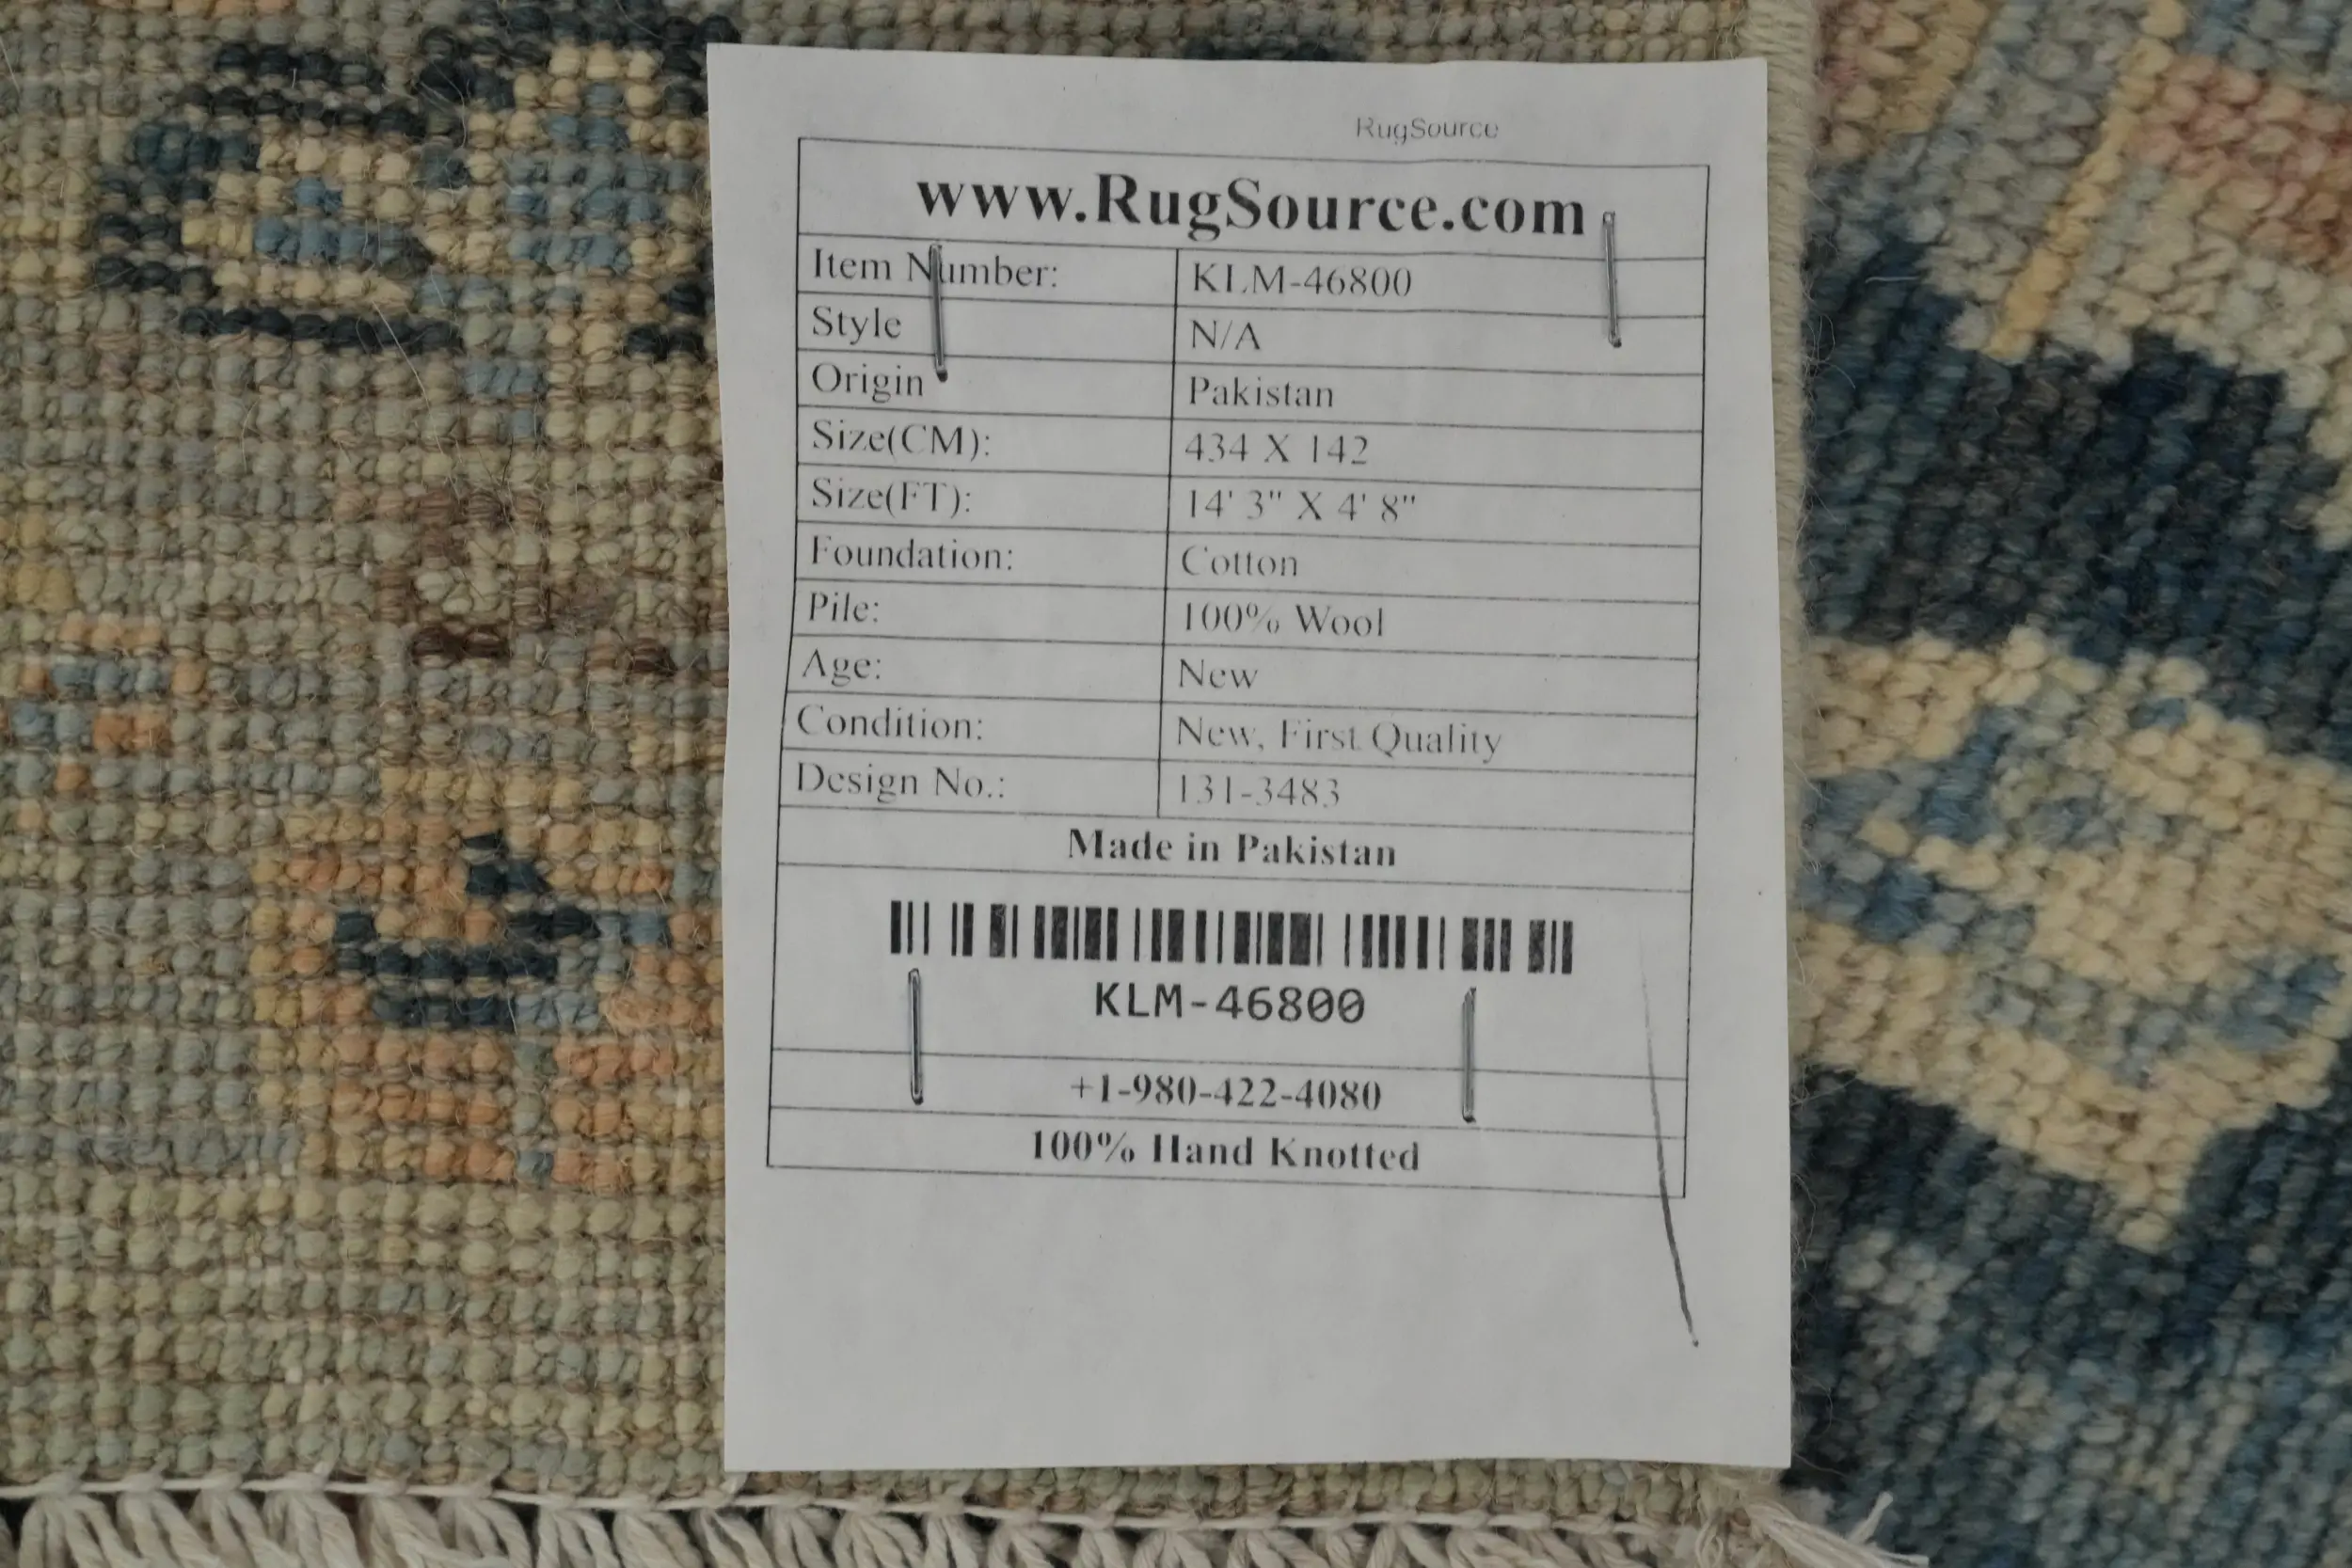 RugSource
www.RugSource.com
Item Number: KLM-46800
Style N/A
Origin Pakistan
Size(CM): 434 X 142
Size(FT): 14' 3" X 4' 8"
Foundation: Cotton
Pile: 100% Wool
Age: New
Condition: New, First Quality
Design No.: 131-3483
Made in Pakistan
KLM-46800
+1-980-422-4080
100% Hand Knotted